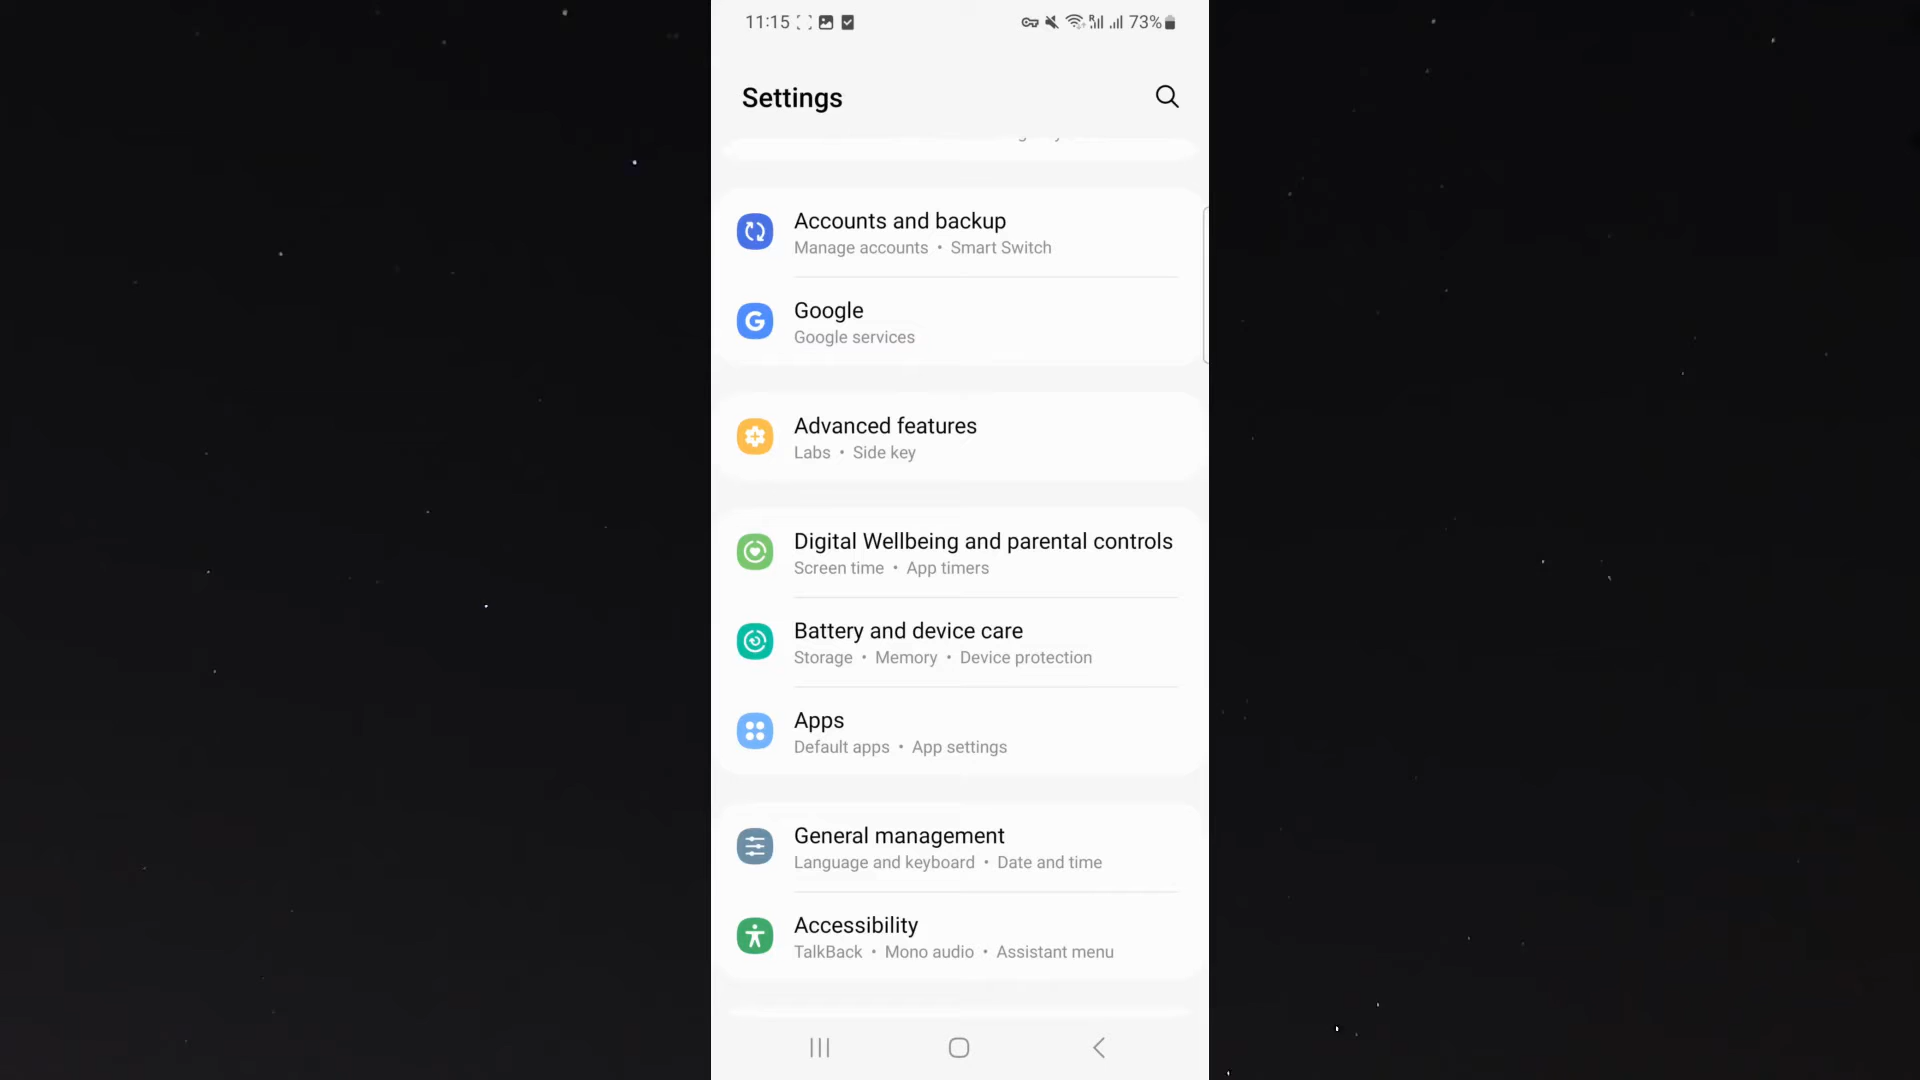 11:15
73%
Settings
Accounts and backup
Manage accounts • Smart Switch
Google
Google services
Advanced features
Labs • Side key
Digital Wellbeing and parental controls
Screen time • App timers
Battery and device care
Storage • Memory • Device protection
Apps
Default apps • App settings
General management
Language and keyboard • Date and time
Accessibility
TalkBack • Mono audio • Assistant menu